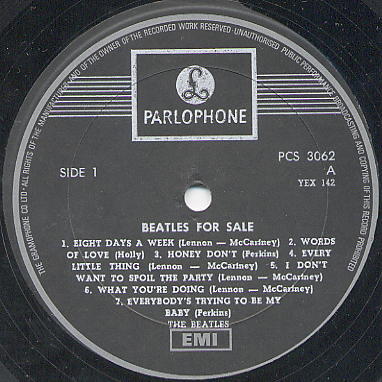 THE GRAMOPHONE CO LTD • ALL RIGHTS OF THE MANUFACTURER AND OF THE OWNER OF THE RECORDED WORK RESERVED • UNAUTHORISED PUBLIC PERFORMANCE BROADCASTING AND COPYING OF THIS RECORD PROHIBITED
£
PARLOPHONE
SIDE 1
PCS 3062
A
YEX 142
BEATLES FOR SALE
1. EIGHT DAYS A WEEK (Lennon — McCartney) 2. WORDS
OF LOVE (Holly) 3. HONEY DON'T (Perkins) 4. EVERY
LITTLE THING (Lennon — McCartney) 5. I DON'T
WANT TO SPOIL THE PARTY (Lennon — McCartney)
6. WHAT YOU'RE DOING (Lennon — McCartney)
7. EVERYBODY'S TRYING TO BE MY
BABY (Perkins)
THE BEATLES
EMI